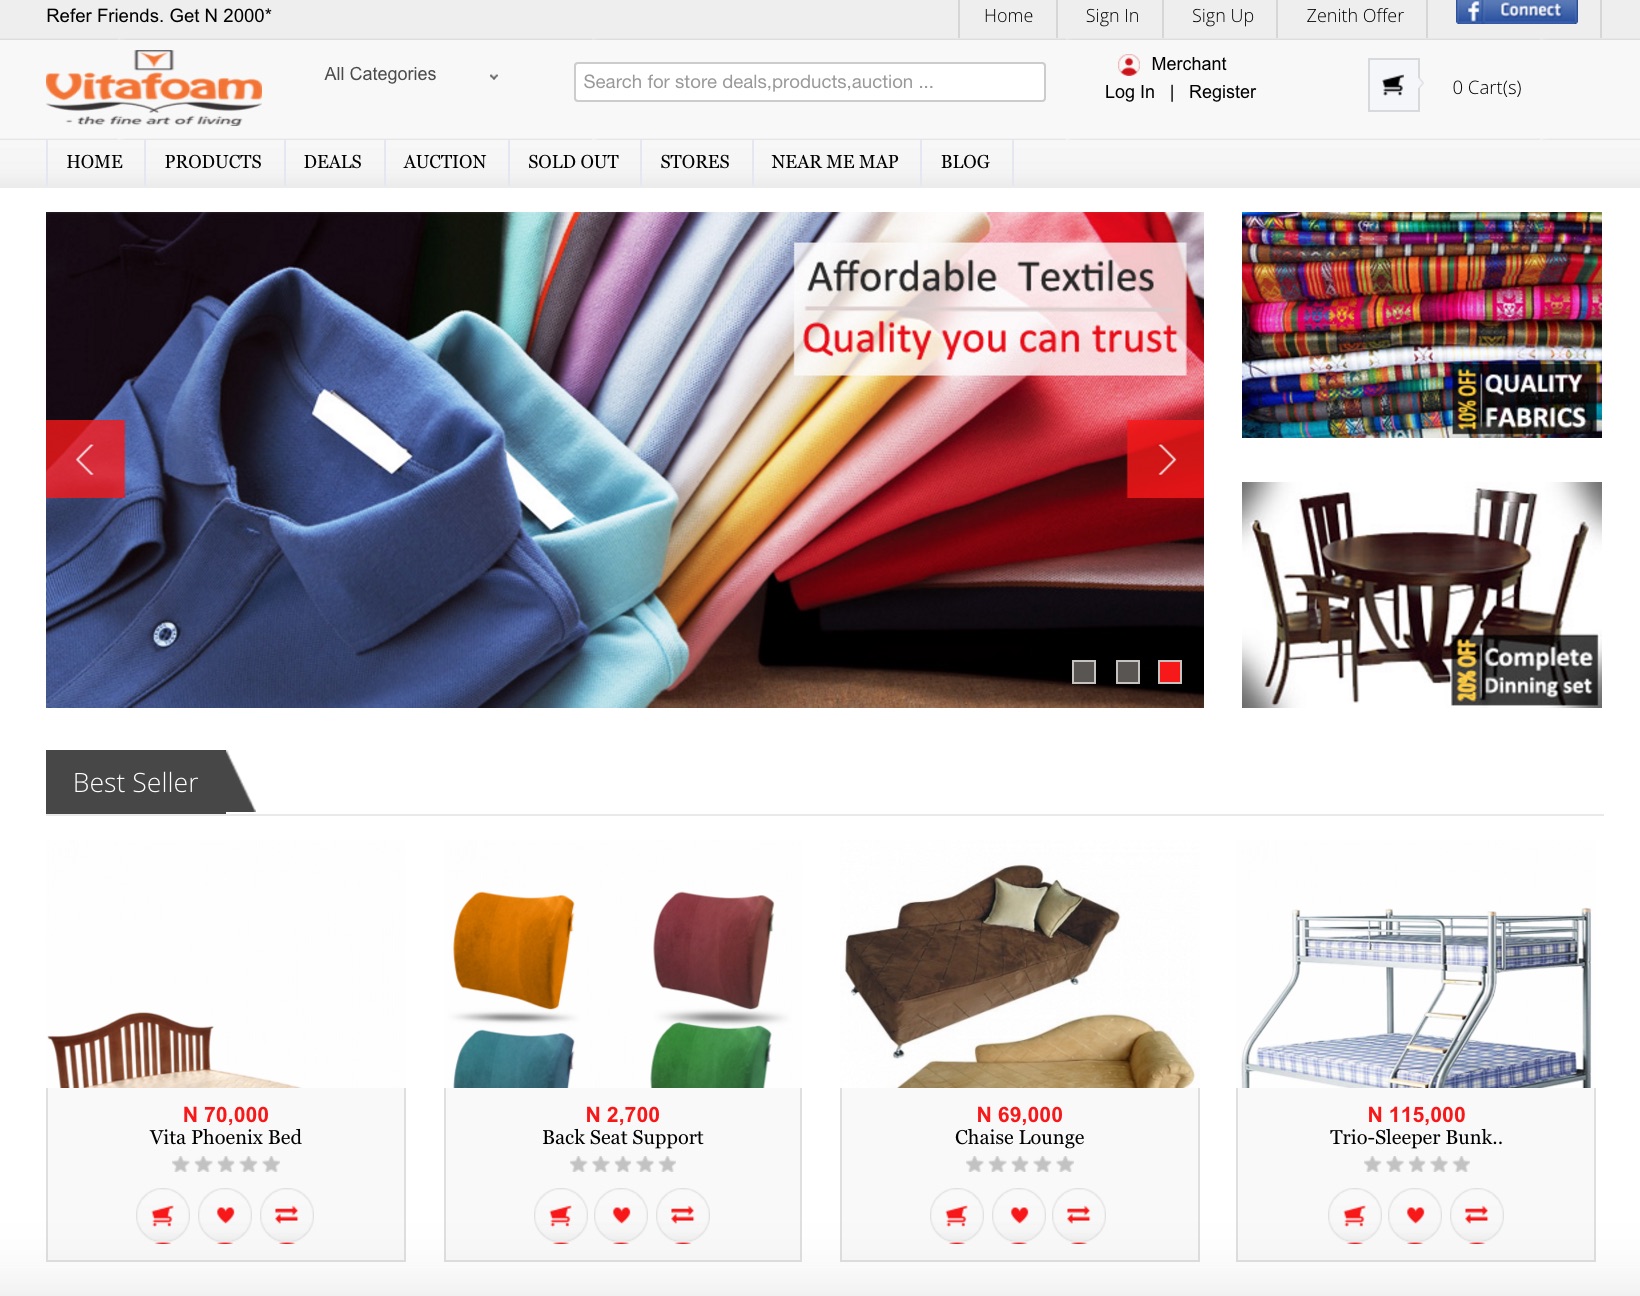 Refer Friends. Get N 2000*
Home
Sign In
Sign Up
Zenith Offer
f Connect
Vitafoam
- the fine art of living
All Categories
Search for store deals,products,auction ...
Merchant
Log In | Register
0 Cart(s)
HOME
PRODUCTS
DEALS
AUCTION
SOLD OUT
STORES
NEAR ME MAP
BLOG
Affordable Textiles
Quality you can trust
10% OFF
QUALITY
FABRICS
20% OFF
Complete
Dinning set
Best Seller
N 70,000
Vita Phoenix Bed
N 2,700
Back Seat Support
N 69,000
Chaise Lounge
N 115,000
Trio-Sleeper Bunk..